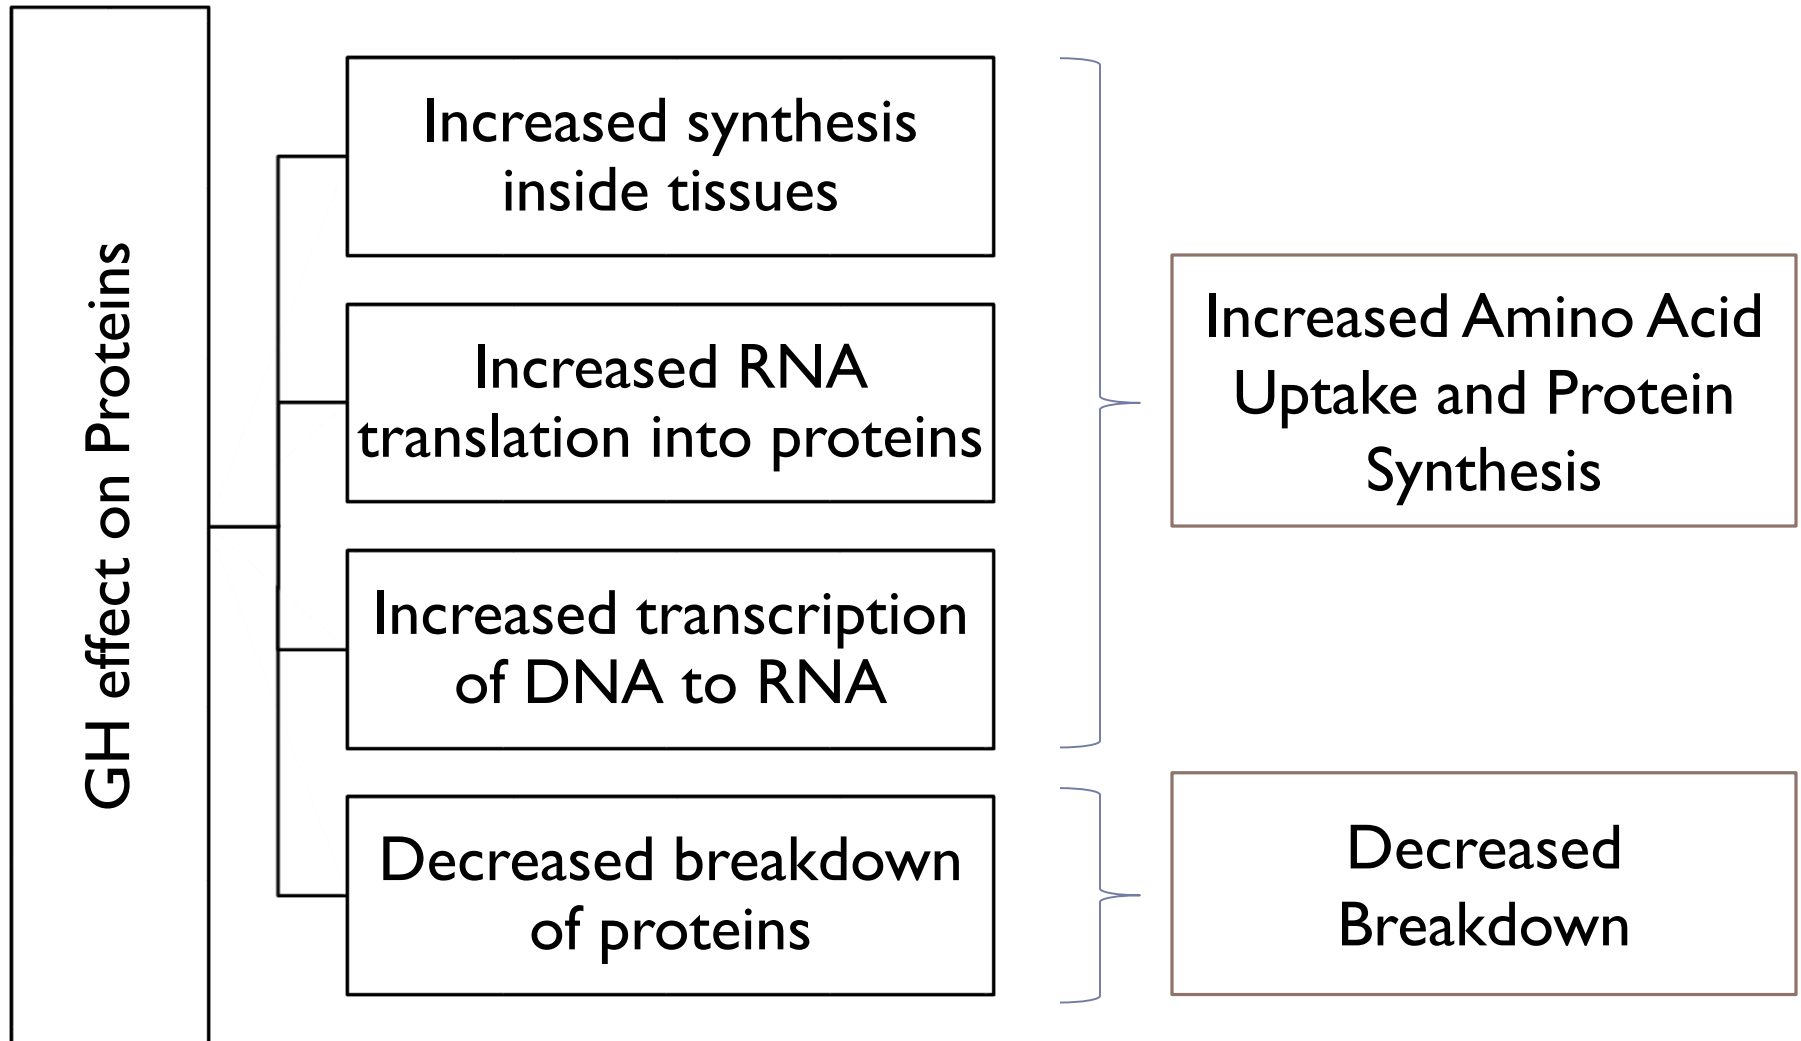 GH effect on Proteins
Increased synthesis
inside tissues
Increased RNA
translation into proteins
Increased transcription
of DNA to RNA
Decreased breakdown
of proteins
Increased Amino Acid
Uptake and Protein
Synthesis
Decreased
Breakdown